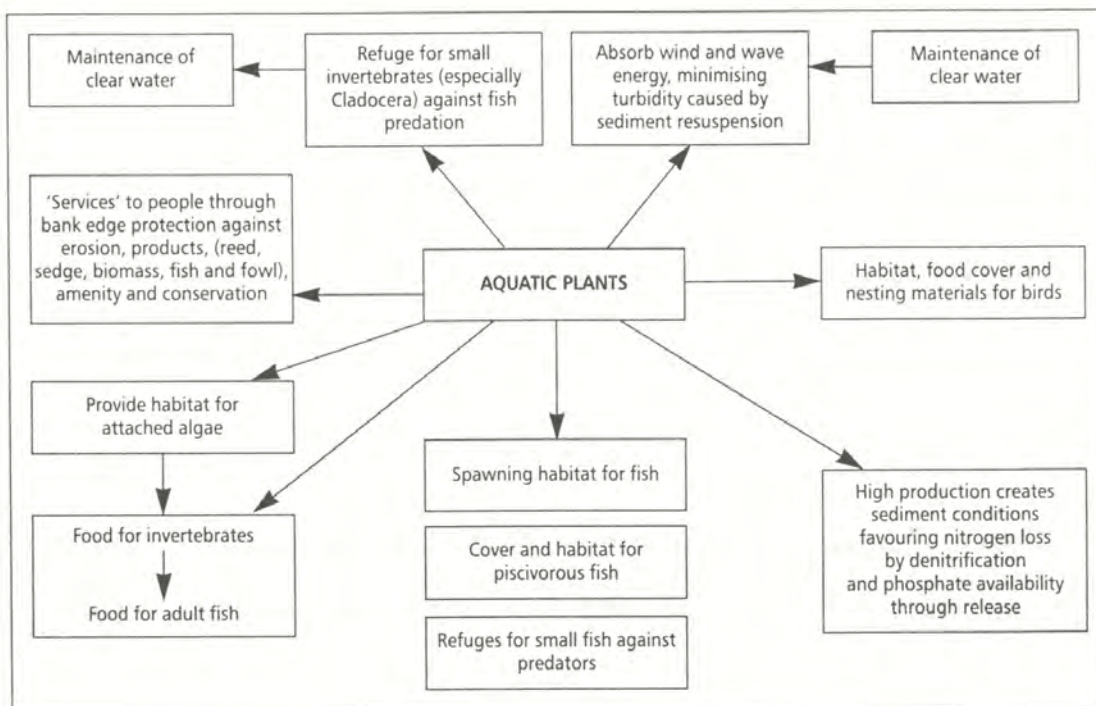 Maintenance of
clear water
Refuge for small
invertebrates (especially
Cladocera) against fish
predation
Absorb wind and wave
energy, minimising
turbidity caused by
sediment resuspension
Maintenance of
clear water
'Services' to people through
bank edge protection against
erosion, products, (reed,
sedge, biomass, fish and fowl),
amenity and conservation
AQUATIC PLANTS
Habitat, food cover and
nesting materials for birds
Provide habitat for
attached algae
Food for invertebrates
Food for adult fish
Spawning habitat for fish
Cover and habitat for
piscivorous fish
Refuges for small fish against
predators
High production creates
sediment conditions
favouring nitrogen loss
by denitrification
and phosphate availability
through release